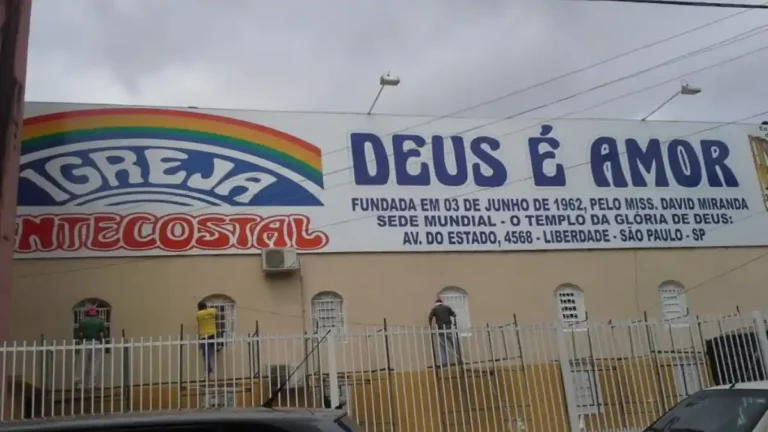 IGREJA
NTECOSTAL
DEUS É AMOR
FUNDADA EM 03 DE JUNHO DE 1962, PELO MISS. DAVID MIRANDA
SEDE MUNDIAL - O TEMPLO DA GLÓRIA DE DEUS:
AV. DO ESTADO, 4568 - LIBERDADE - SÃO PAULO - SP